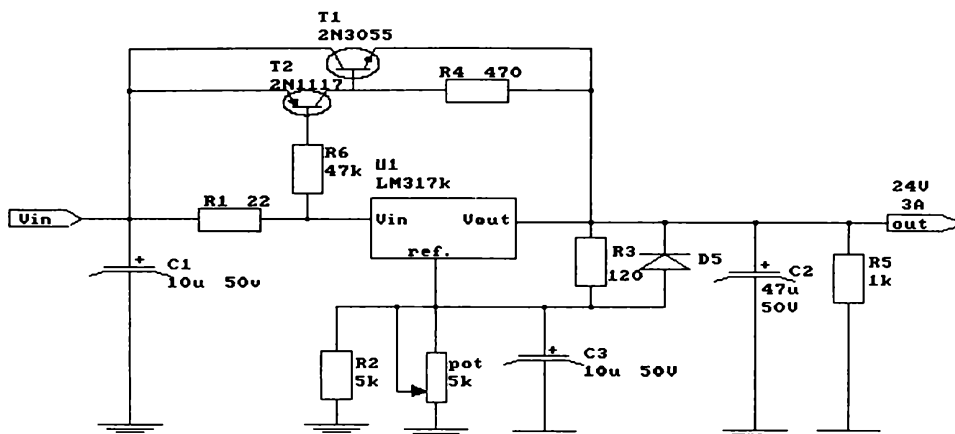 T1
2N3055
T2
2N1117
R4 470
R6
47k
U1
LM317k
Vin
R1 22
Vin
Vout
ref.
24V
3A
out
C1
10u 50v
R3
120
D5
C2
47u
50V
R5
1k
R2
5k
pot
5k
C3
10u 50V